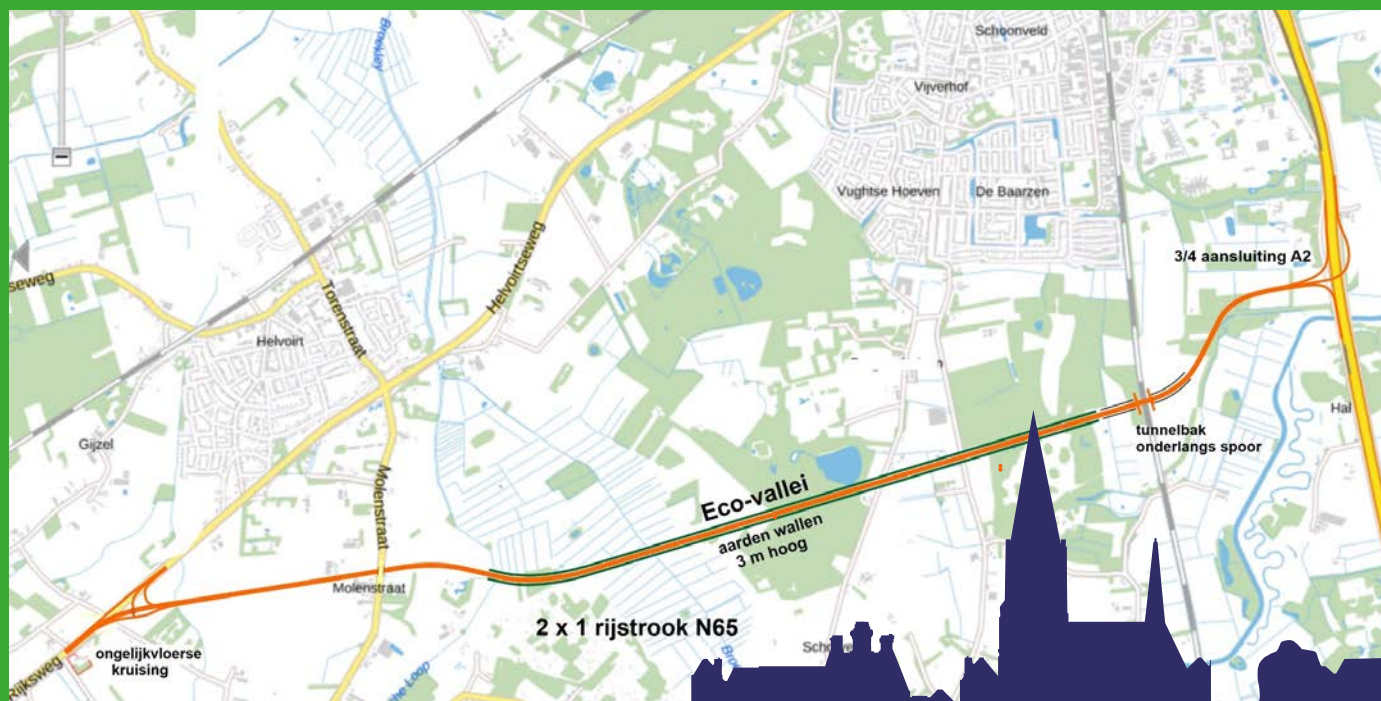 Schoonveld
Broekley
Vijverhof
Vughtse Hoeven
De Baarzen
3/4 aansluiting A2
seweg
Torenstraat
Helvoirtseweg
Helvoirt
Hal
Gijzel
tunnelbak
onderlangs spoor
Molenstraat
Eco-vallei
aarden wallen
3 m hoog
Molenstraat
2 x 1 rijstrook N65
ongelijkvloerse
kruising
Rijksweg